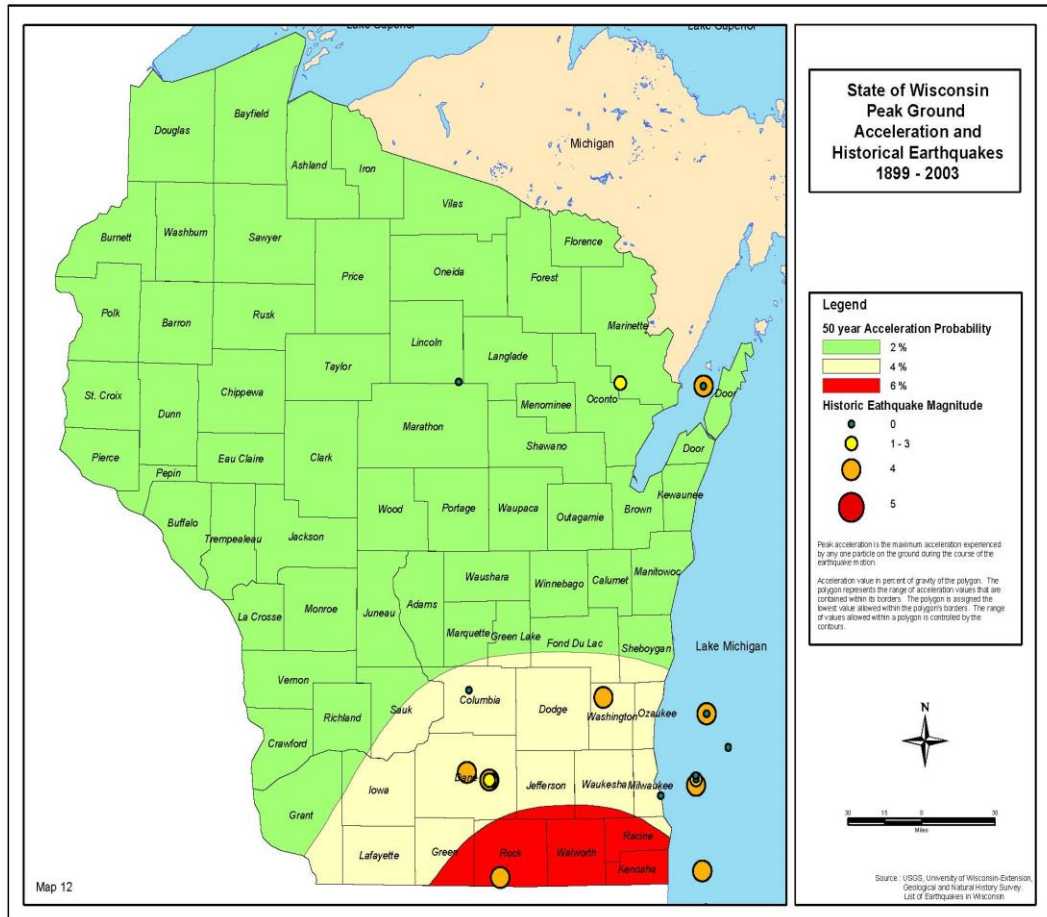 Lake Superior
Lake Superior
Michigan
Douglas
Bayfield
Ashland
Iron
Vilas
Burnett
Washburn
Sawyer
Price
Oneida
Forest
Florence
Marinette
Polk
Barron
Rusk
Lincoln
Langlade
Taylor
Chippewa
St. Croix
Dunn
Oconto
Door
Menominee
Marathon
Shawano
Pierce
Pepin
Eau Claire
Clark
Door
Kewaunee
Buffalo
Trempealeau
Jackson
Wood
Portage
Waupaca
Outagamie
Brown
Waushara
Winnebago
Calumet
Manitowoc
La Crosse
Monroe
Juneau
Adams
Marquette
Green Lake
Fond Du Lac
Sheboygan
Lake Michigan
Vernon
Richland
Sauk
Columbia
Dodge
Washington
Ozaukee
Crawford
Grant
Iowa
Dane
Jefferson
Waukesha
Milwaukee
Lafayette
Green
Rock
Walworth
Racine
Kenosha
Map 12
State of Wisconsin
Peak Ground
Acceleration and
Historical Earthquakes
1899 - 2003
Legend
50 year Acceleration Probability
2 %
4 %
6 %
Historic Eathquake Magnitude
0
1 - 3
4
5
Peak acceleration is the maximum acceleration experienced
by any one particle on the ground during the course of the
earthquake motion.
Acceleration value in percent of gravity of the polygon. The
polygon represents the range of acceleration values that are
contained within its borders. The polygon is assigned the
lowest value allowed within the polygon's borders. The range
of values allowed within a polygon is controlled by the
contours.
N
30 15 0 30
Miles
Source : USGS, University of Wisconsin-Extension,
Geological and Natural History Survey.
List of Earthquakes in Wisconsin